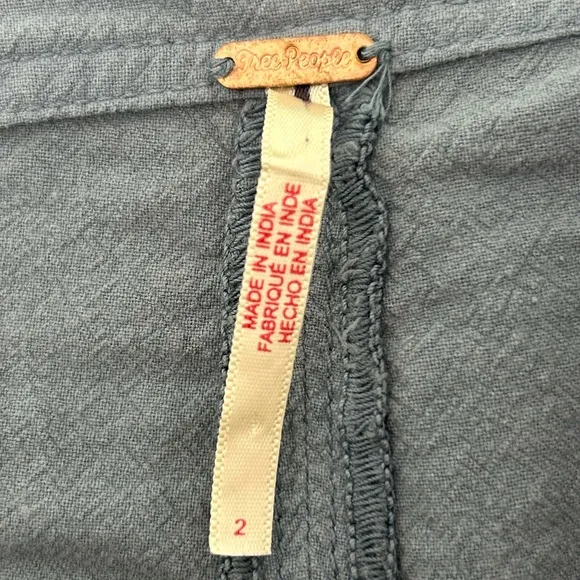 Free People
MADE IN INDIA
FABRIQUÉ EN INDE
HECHO EN INDIA
2